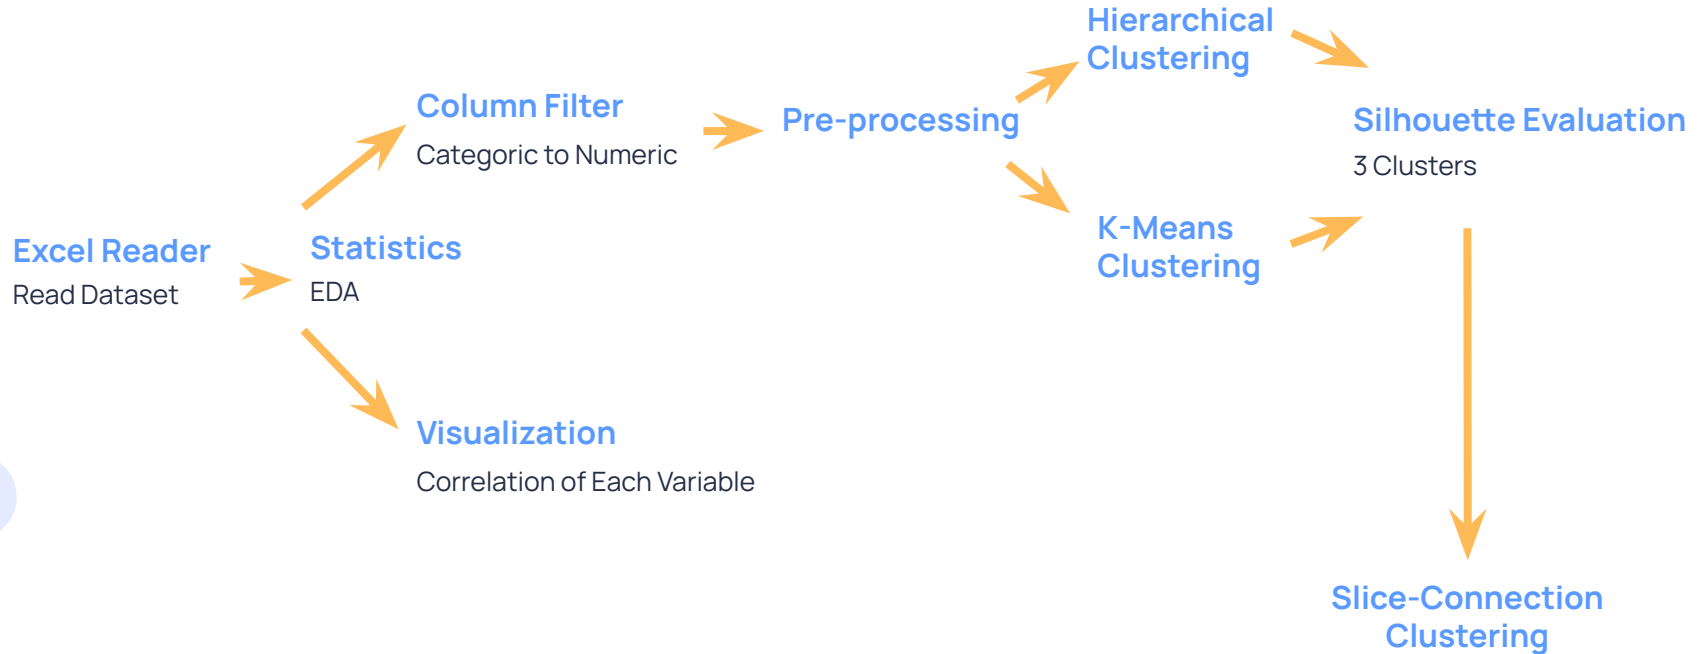 Excel Reader
Read Dataset
Statistics
EDA
Column Filter
Categoric to Numeric
Visualization
Correlation of Each Variable
Pre-processing
Hierarchical
Clustering
K-Means
Clustering
Silhouette Evaluation
3 Clusters
Slice-Connection
Clustering